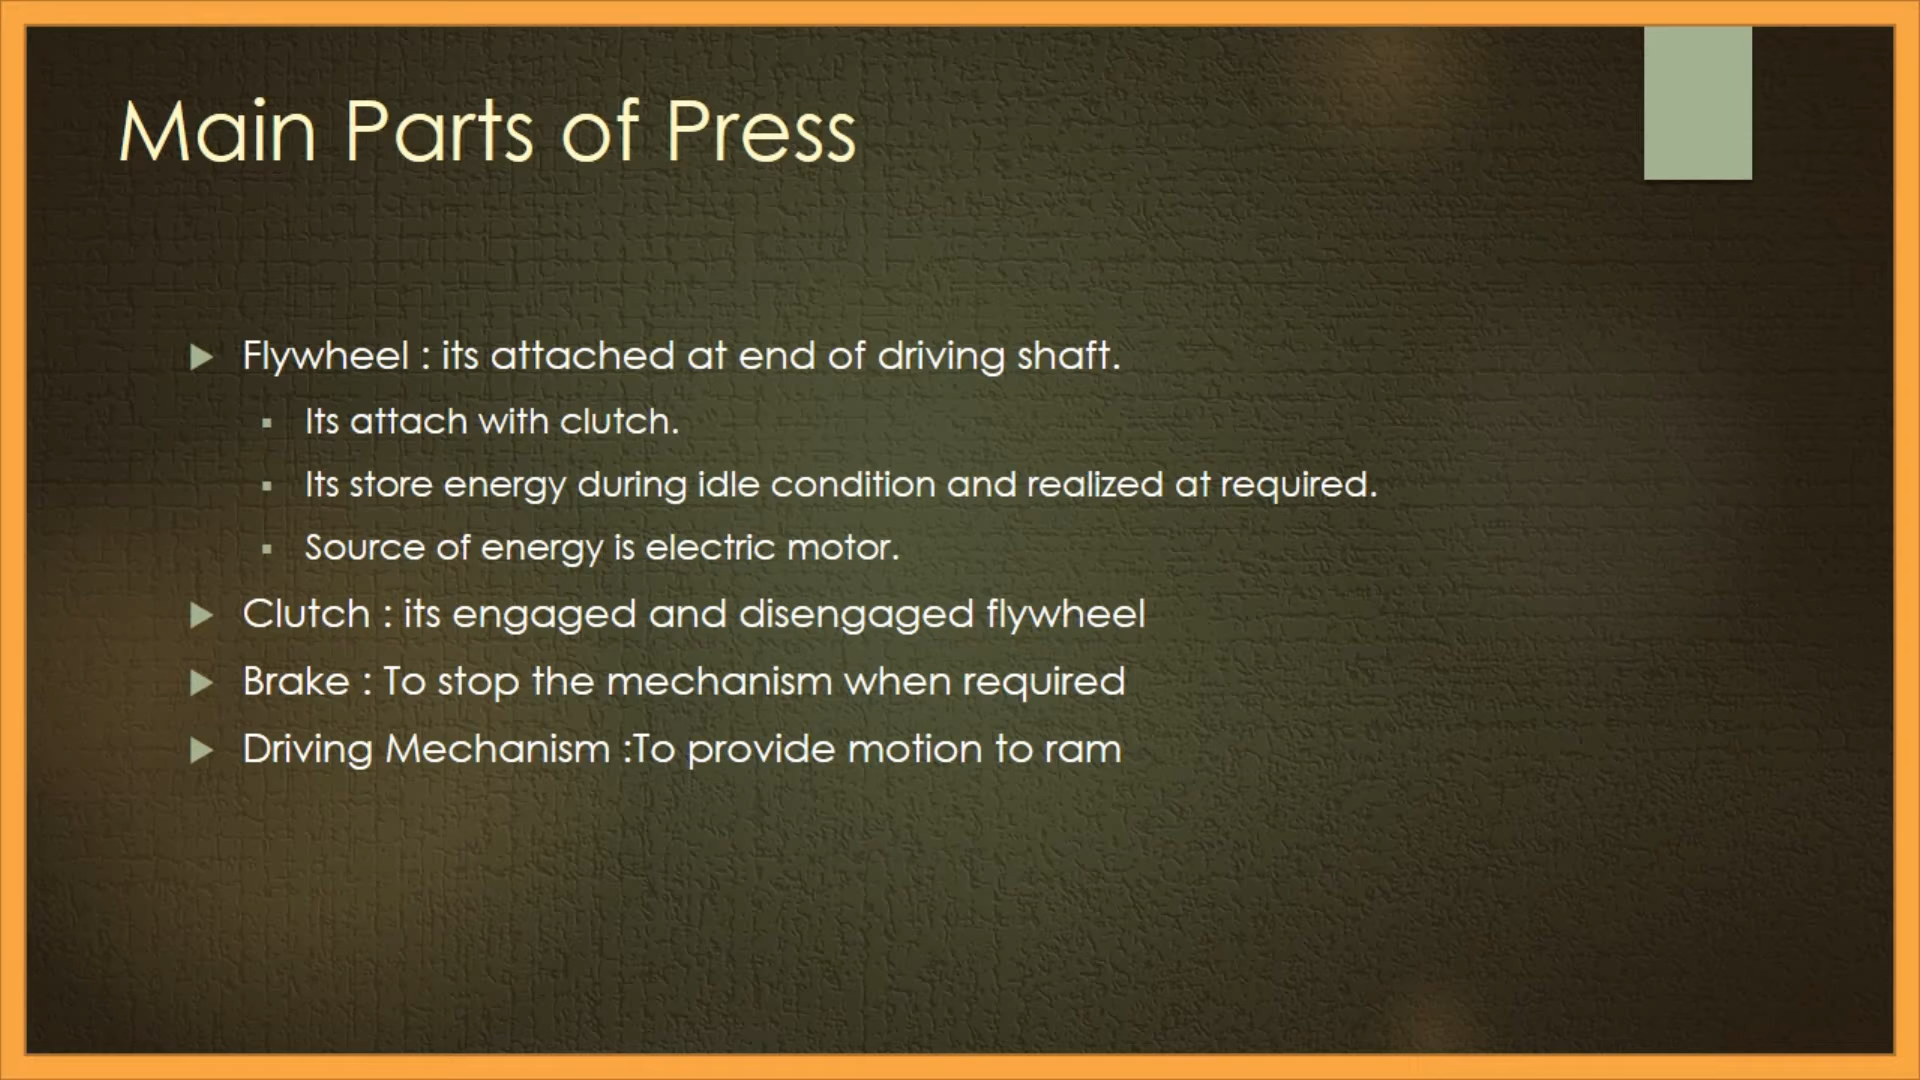 Main Parts of Press
Flywheel : its attached at end of driving shaft.
Its attach with clutch.
Its store energy during idle condition and realized at required.
Source of energy is electric motor.
Clutch : its engaged and disengaged flywheel
Brake : To stop the mechanism when required
Driving Mechanism :To provide motion to ram